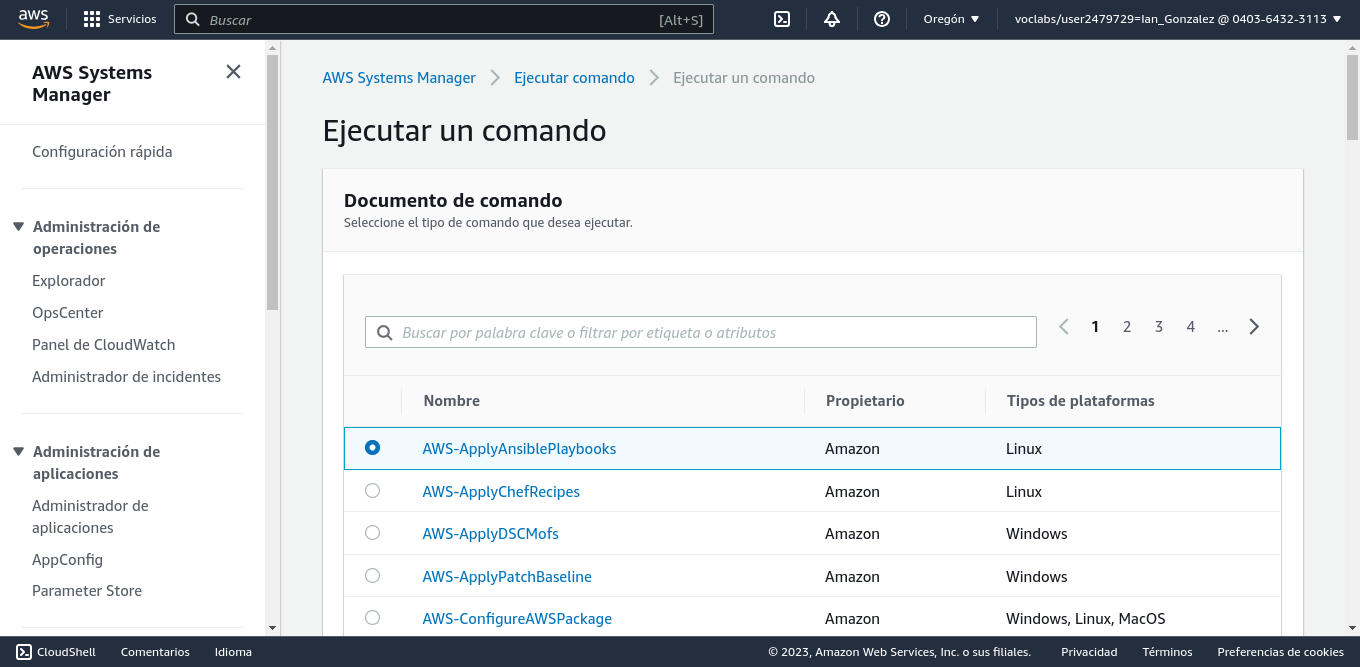 aws
Servicios
Buscar
[Alt+S]
Oregón
voclabs/user2479729=Ian_Gonzalez @ 0403-6432-3113
AWS Systems
Manager
Configuración rápida
Administración de
operaciones
Explorador
OpsCenter
Panel de CloudWatch
Administrador de incidentes
Administración de
aplicaciones
Administrador de
aplicaciones
AppConfig
Parameter Store
AWS Systems Manager
Ejecutar comando
Ejecutar un comando
Ejecutar un comando
Documento de comando
Seleccione el tipo de comando que desea ejecutar.
Buscar por palabra clave o filtrar por etiqueta o atributos
1 2 3 4 ...
Nombre Propietario Tipos de plataformas
AWS-ApplyAnsiblePlaybooks Amazon Linux
AWS-ApplyChefRecipes Amazon Linux
AWS-ApplyDSCMofs Amazon Windows
AWS-ApplyPatchBaseline Amazon Windows
AWS-ConfigureAWSPackage Amazon Windows, Linux, MacOS
CloudShell Comentarios Idioma
© 2023, Amazon Web Services, Inc. o sus filiales. Privacidad Términos Preferencias de cookies